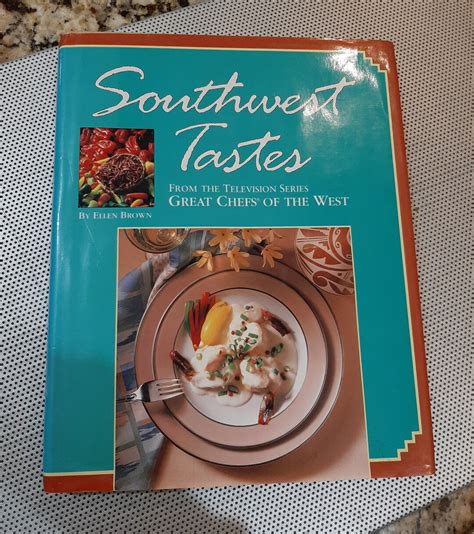 Southwest
Tastes
FROM THE TELEVISION SERIES
GREAT CHEFS® OF THE WEST
BY ELLEN BROWN